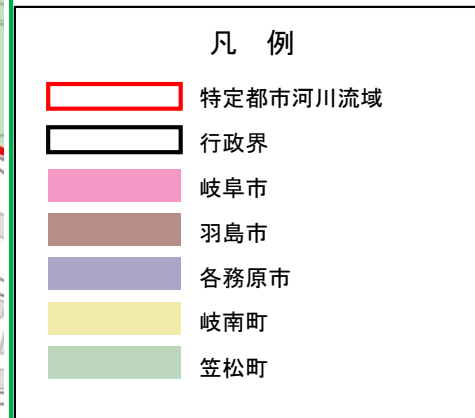 凡 例
特定都市河川流域
行政界
岐阜市
羽島市
各務原市
岐南町
笠松町